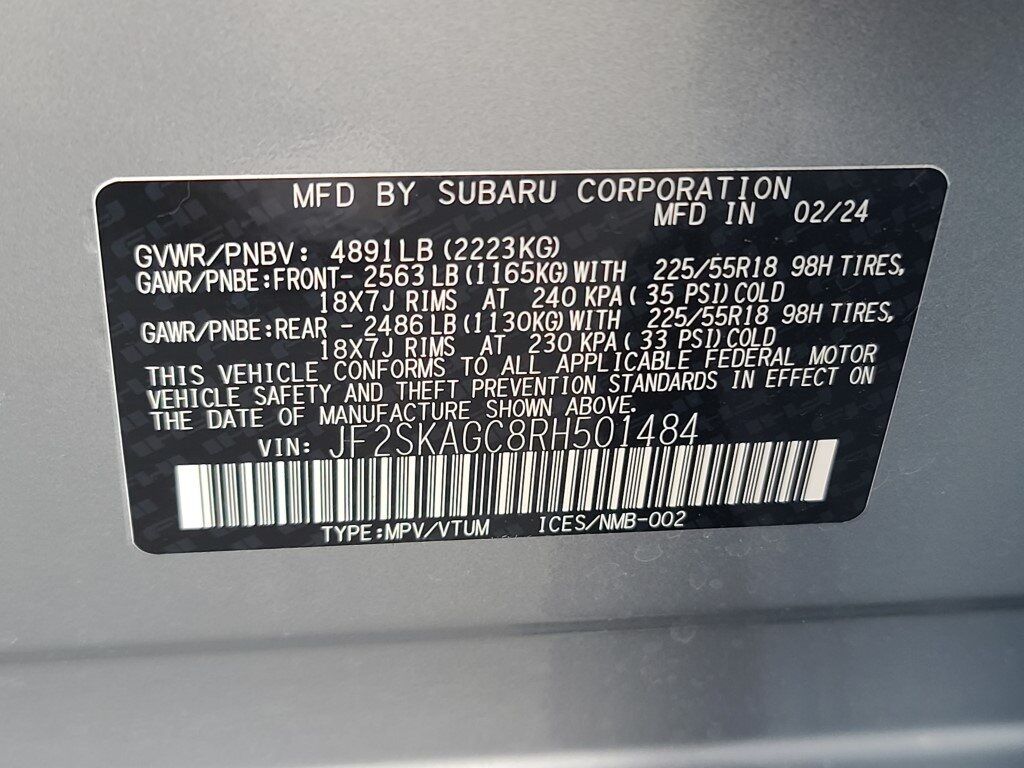 MFD BY SUBARU CORPORATION
MFD IN 02/24
GVWR/PNBV: 4891LB (2223KG)
GAWR/PNBE:FRONT- 2563 LB (1165KG) WITH 225/55R18 98H TIRES,
18X7J RIMS AT 240 KPA ( 35 PSI) COLD
GAWR/PNBE:REAR - 2486 LB (1130KG) WITH 225/55R18 98H TIRES,
18X7J RIMS AT 230 KPA ( 33 PSI) COLD
THIS VEHICLE CONFORMS TO ALL APPLICABLE FEDERAL MOTOR
VEHICLE SAFETY AND THEFT PREVENTION STANDARDS IN EFFECT ON
THE DATE OF MANUFACTURE SHOWN ABOVE.
VIN: JF2SKAGC8RH501484
TYPE:MPV/VTUM ICES/NMB-002